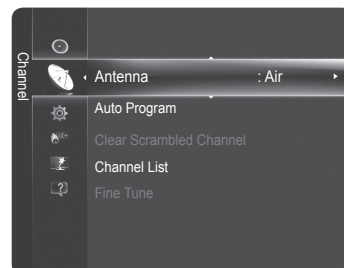 Channel
Antenna : Air
Auto Program
Clear Scrambled Channel
Channel List
Fine Tune